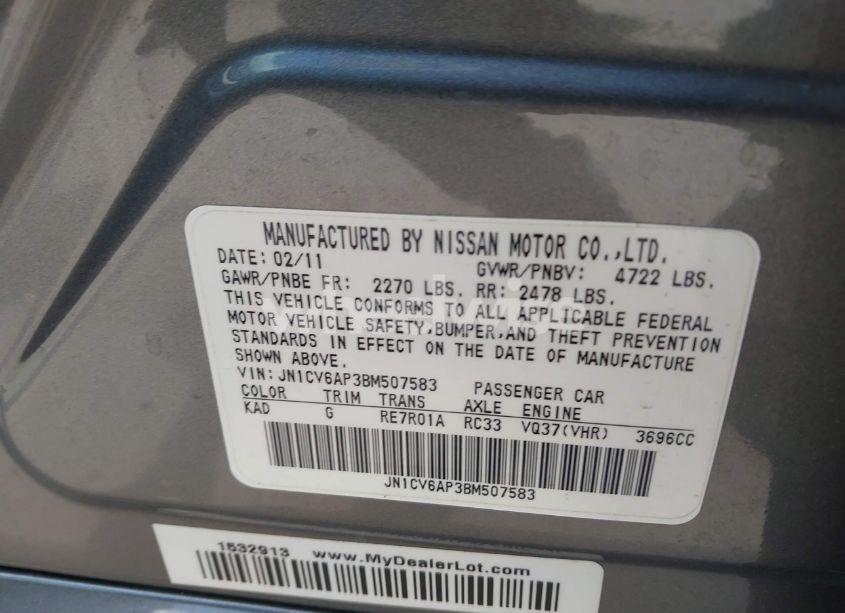 MANUFACTURED BY NISSAN MOTOR CO.,LTD.
DATE: 02/11 GVWR/PNBV: 4722 LBS.
GAWR/PNBE FR: 2270 LBS. RR: 2478 LBS.
THIS VEHICLE CONFORMS TO ALL APPLICABLE FEDERAL
MOTOR VEHICLE SAFETY,BUMPER,AND THEFT PREVENTION
STANDARDS IN EFFECT ON THE DATE OF MANUFACTURE
SHOWN ABOVE.
VIN: JN1CV6AP3BM507583 PASSENGER CAR
COLOR TRIM TRANS AXLE ENGINE
KAD G RE7R01A RC33 VQ37(VHR) 3696CC
JN1CV6AP3BM507583
1532913 www.MyDealerLot.com